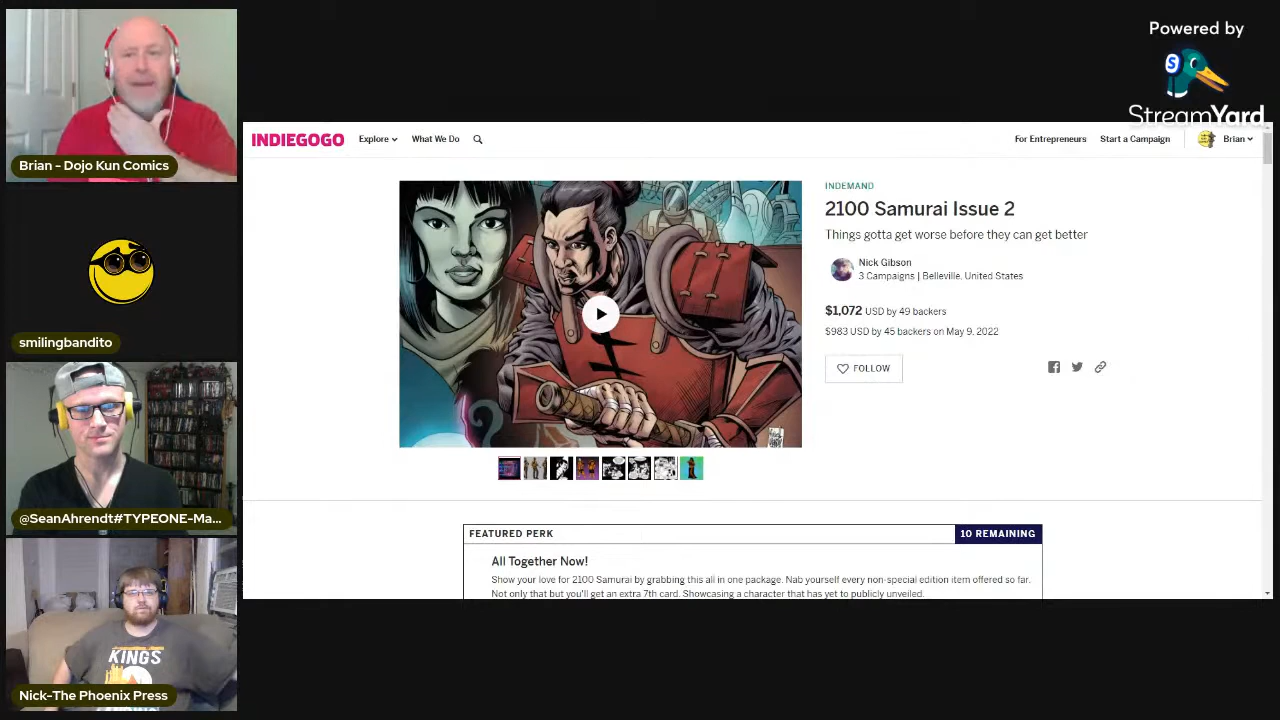 Brian - Dojo Kun Comics
smilingbandito
@SeanAhrendt#TYPEONE-Ma...
KINGS
Nick-The Phoenix Press
Powered by
S
StreamYard
INDIEGOGO
Explore
What We Do
For Entrepreneurs
Start a Campaign
Brian
INDEMAND
2100 Samurai Issue 2
Things gotta get worse before they can get better
Nick Gibson
3 Campaigns | Belleville, United States
$1,072 USD by 49 backers
$983 USD by 45 backers on May 9, 2022
FOLLOW
FEATURED PERK
10 REMAINING
All Together Now!
Show your love for 2100 Samurai by grabbing this all in one package. Nab yourself every non-special edition item offered so far.
Not only that but you'll get an extra 7th card. Showcasing a character that has yet to publicly unveiled.